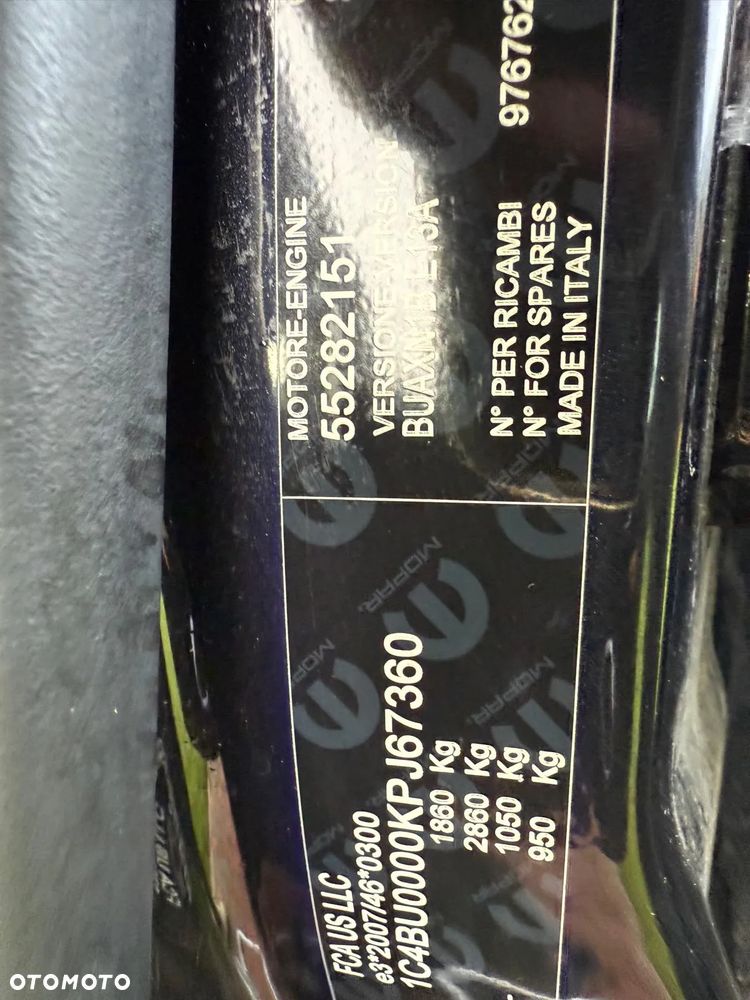 FCA US LLC
e3*2007/46*0300
1C4BU0000KPJ67360
1860 Kg
2860 Kg
1050 Kg
950 Kg
MOTORE-ENGINE
55282151
VERSIONE-VERSION
N° PER RICAMBI
N° FOR SPARES
MADE IN ITALY
976762
MOPAR.
MOPAR.
OTOMOTO